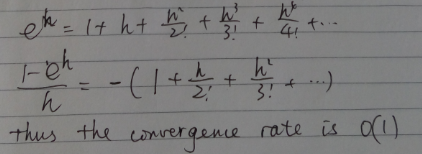 e^h = 1 + h + h²/2! + h³/3! + h⁴/4! + ...
(1-e^h)/h = -(1 + h/2! + h²/3! + ...)
thus the convergence rate is O(1)